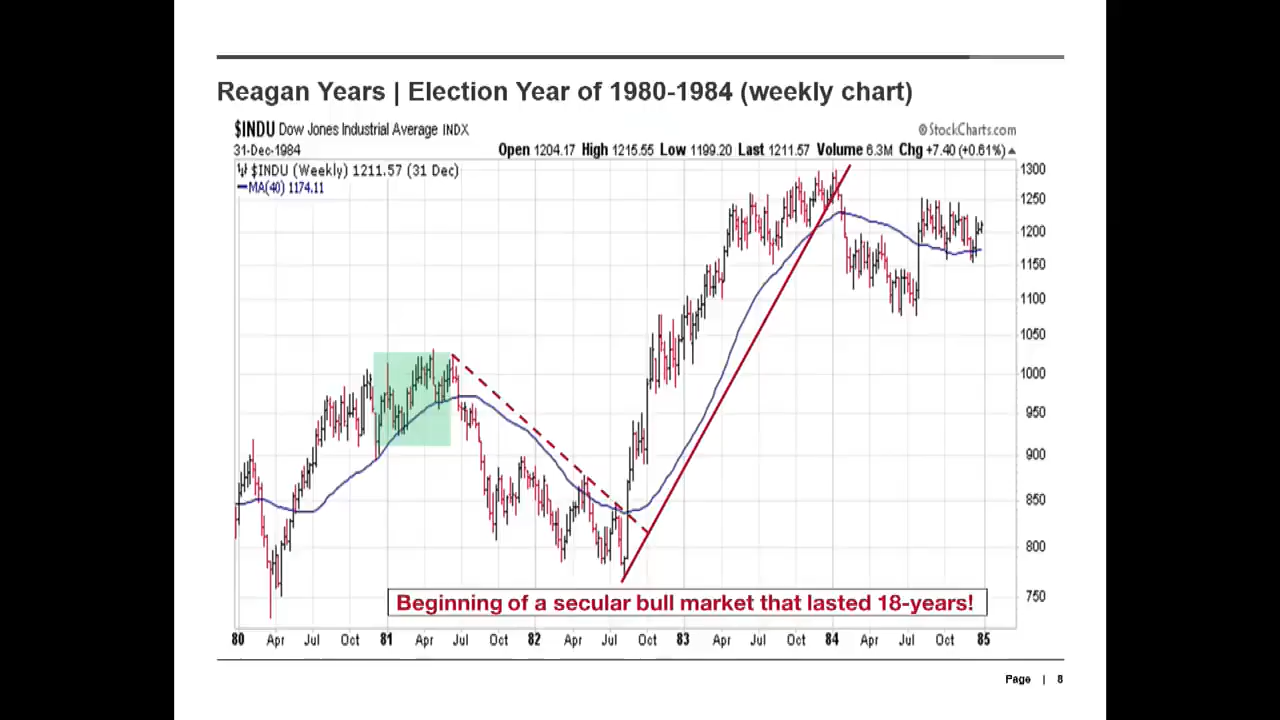 Reagan Years | Election Year of 1980-1984 (weekly chart)
$INDU Dow Jones Industrial Average INDX
©StockCharts.com
31-Dec-1984
Open 1204.17 High 1215.55 Low 1199.20 Last 1211.57 Volume 6.3M Chg +7.40 (+0.61%)
$INDU (Weekly) 1211.57 (31 Dec)
MA(40) 1174.11
1300
1250
1200
1150
1100
1050
1000
950
900
850
800
750
Beginning of a secular bull market that lasted 18-years!
80 Apr Jul Oct 81 Apr Jul Oct 82 Apr Jul Oct 83 Apr Jul Oct 84 Apr Jul Oct 85
Page | 8